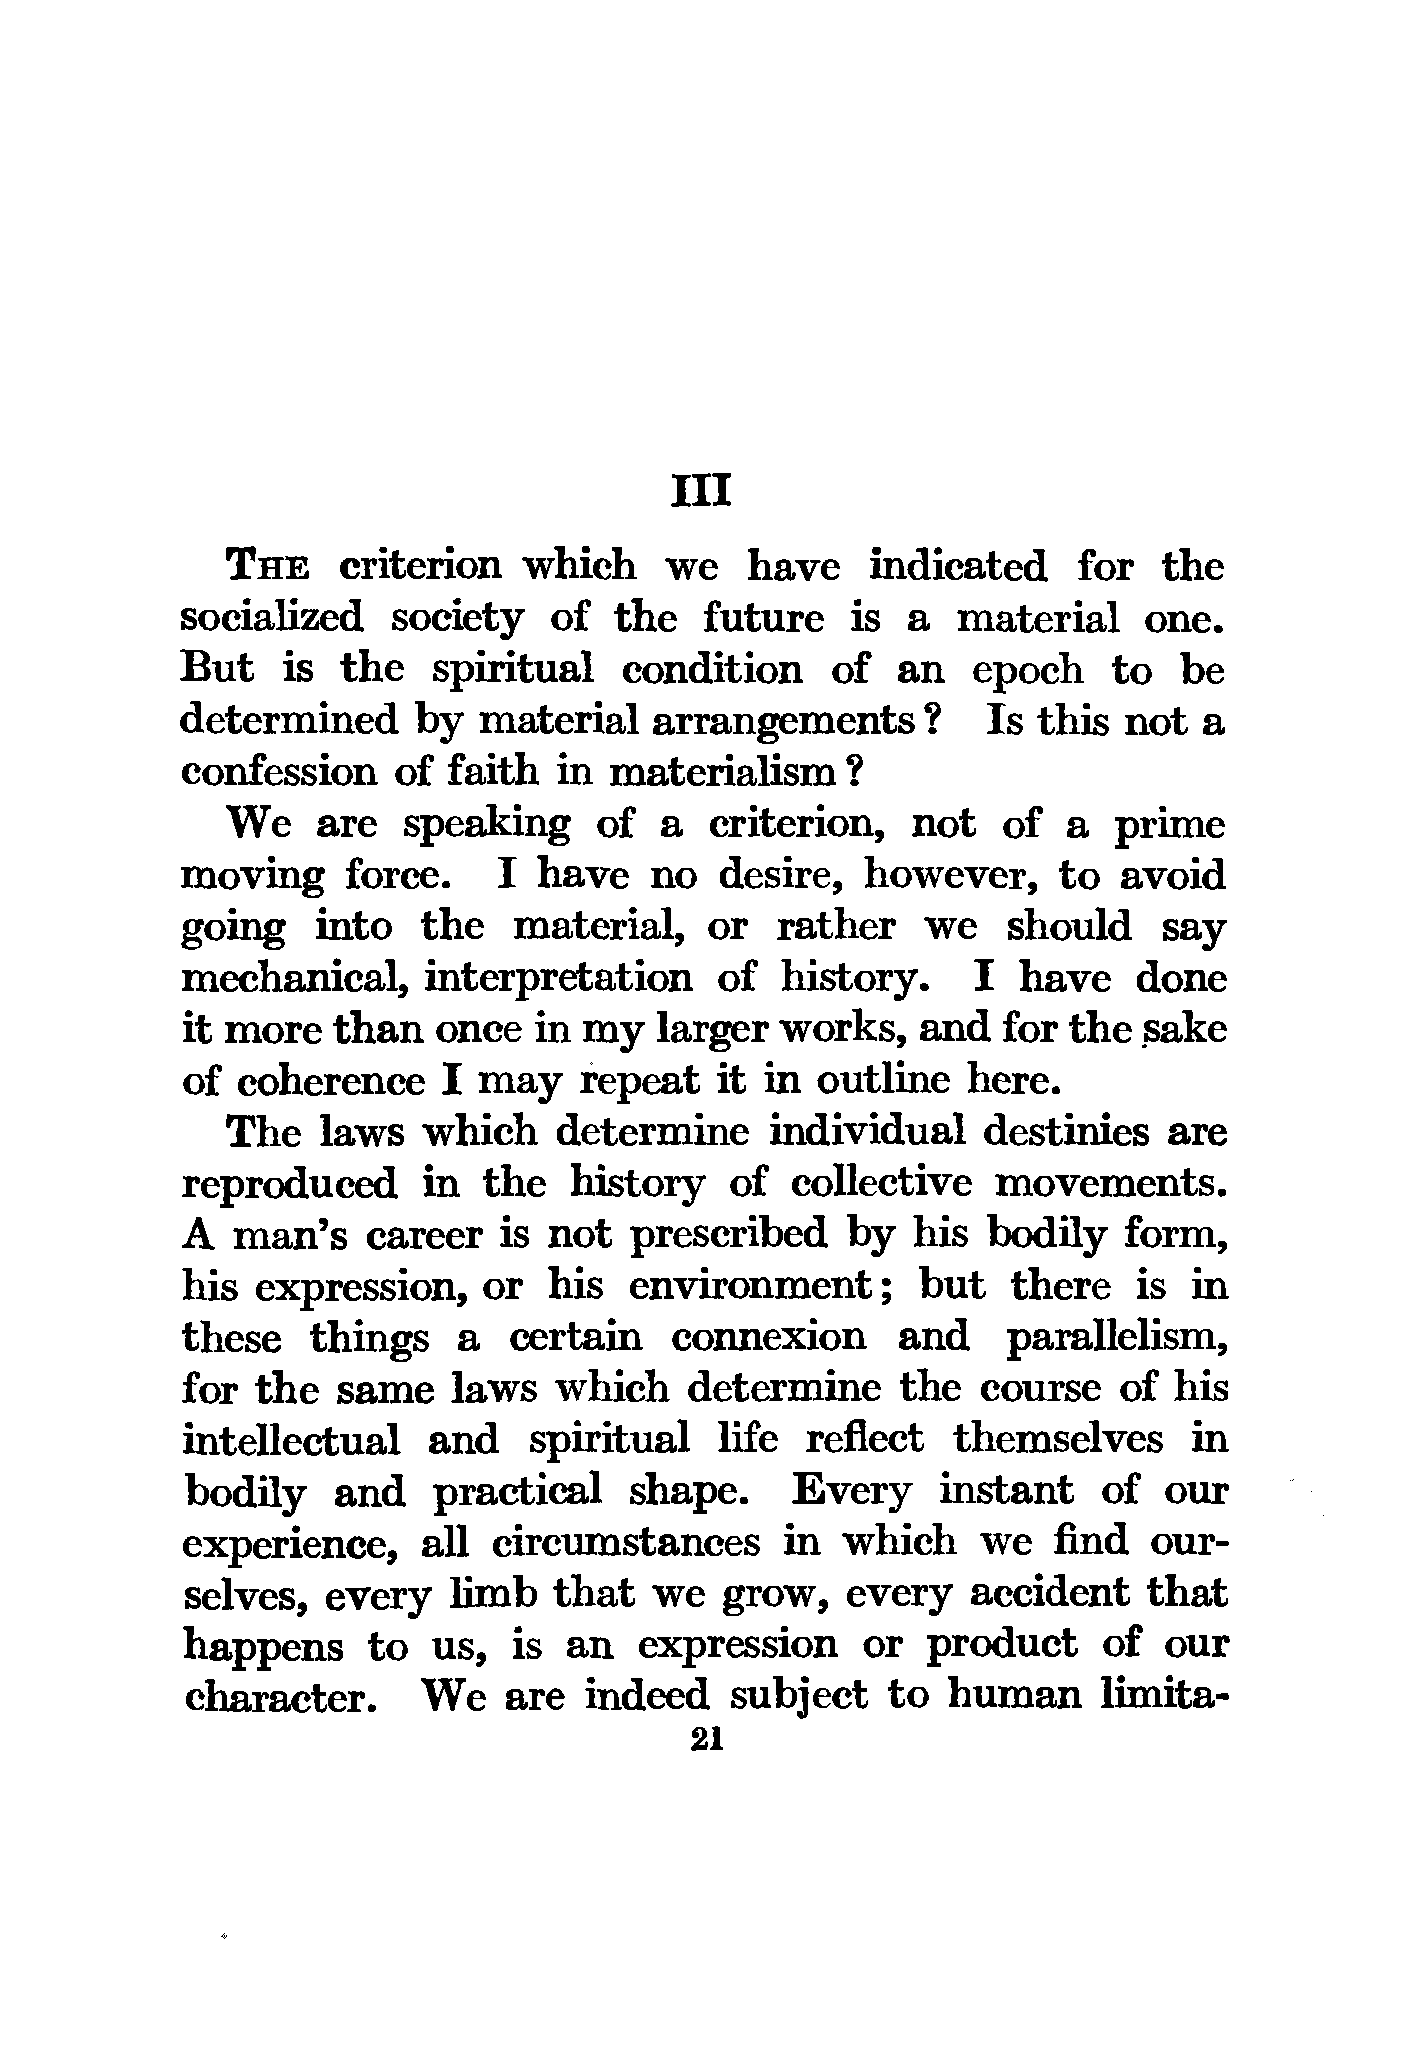 III
THE criterion which we have indicated for the
socialized society of the future is a material one.
But is the spiritual condition of an epoch to be
determined by material arrangements? Is this not a
confession of faith in materialism?
We are speaking of a criterion, not of a prime
moving force. I have no desire, however, to avoid
going into the material, or rather we should say
mechanical, interpretation of history. I have done
it more than once in my larger works, and for the sake
of coherence I may repeat it in outline here.
The laws which determine individual destinies are
reproduced in the history of collective movements.
A man's career is not prescribed by his bodily form,
his expression, or his environment; but there is in
these things a certain connexion and parallelism,
for the same laws which determine the course of his
intellectual and spiritual life reflect themselves in
bodily and practical shape. Every instant of our
experience, all circumstances in which we find our-
selves, every limb that we grow, every accident that
happens to us, is an expression or product of our
character. We are indeed subject to human limita-
21